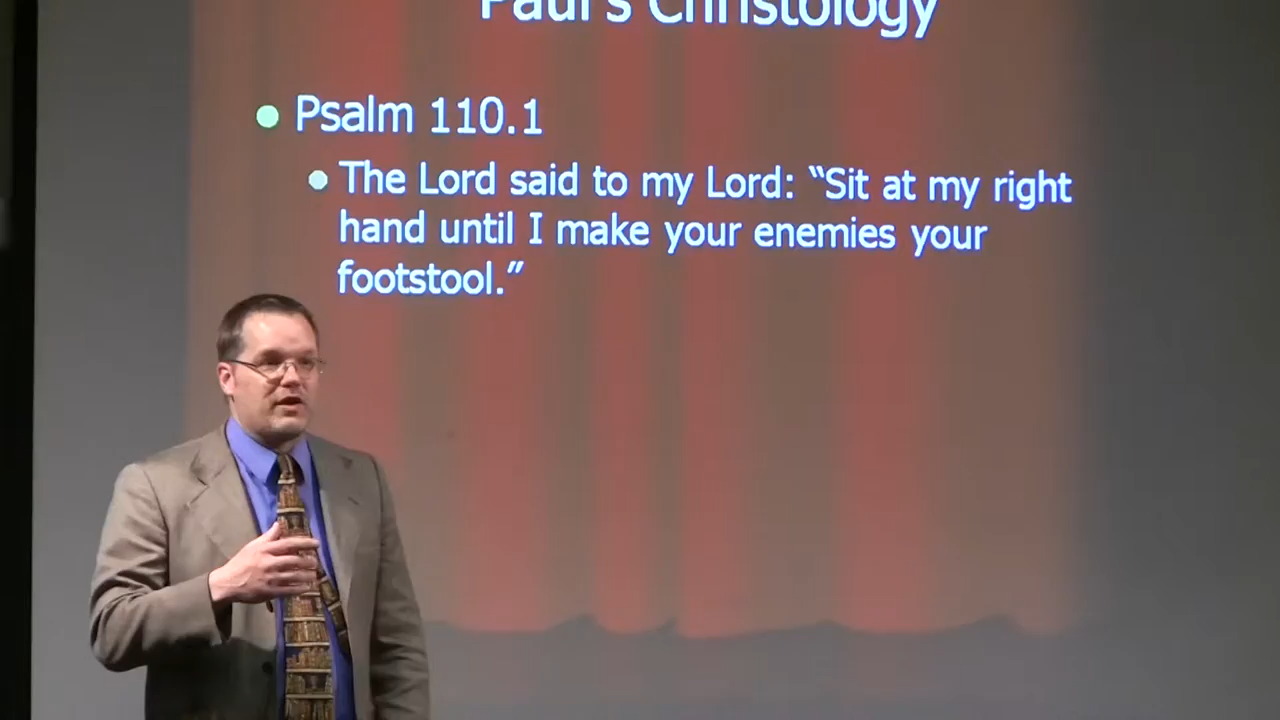 Paul's Christology
Psalm 110.1
The Lord said to my Lord: “Sit at my right
hand until I make your enemies your
footstool.”